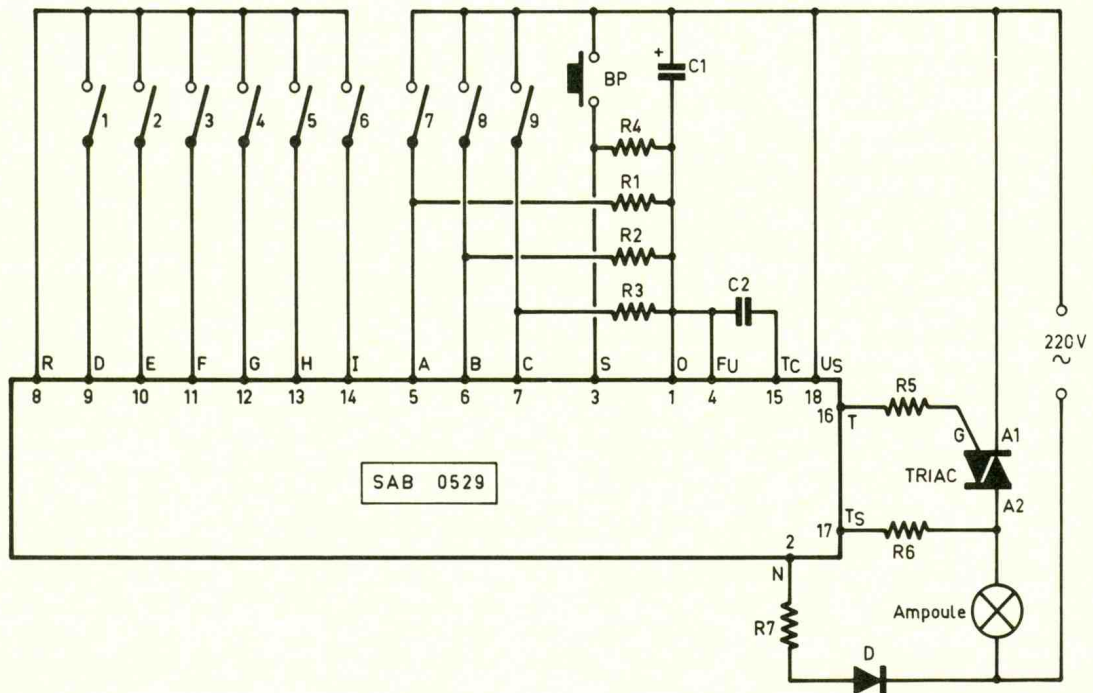 1 2 3 4 5 6 7 8 9 BP + C1
R4
R1
R2
R3 C2
220V
~
R D E F G H I A B C S O FU TC US
8 9 10 11 12 13 14 5 6 7 3 1 4 15 18
16 T R5
G A1
TRIAC
A2
SAB 0529
17 TS R6
2
N
Ampoule
R7
D